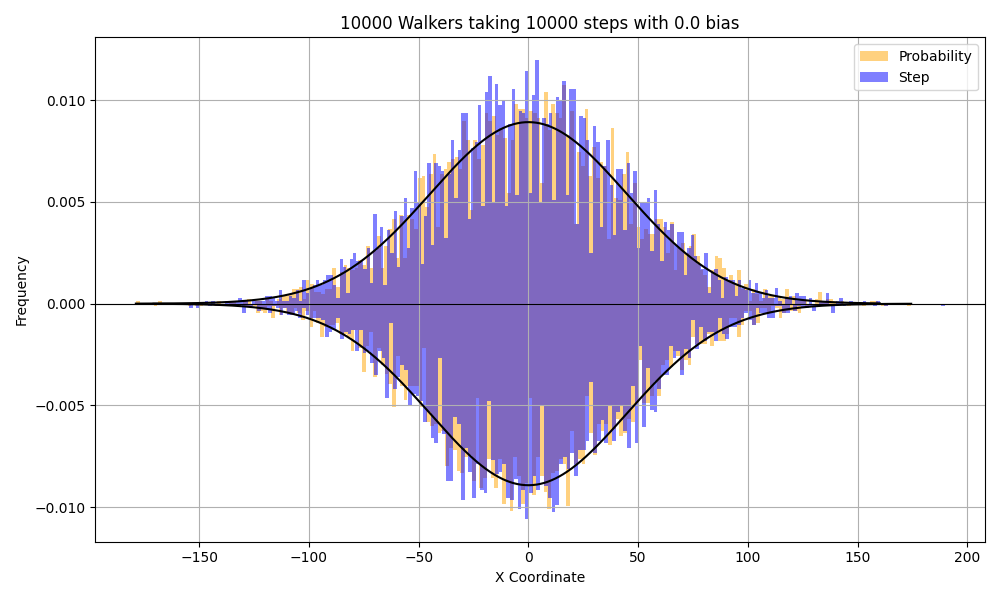 10000 Walkers taking 10000 steps with 0.0 bias
Probability
Step
0.010
0.005
0.000
−0.005
−0.010
Frequency
−150
−100
−50
0
50
100
150
200
X Coordinate